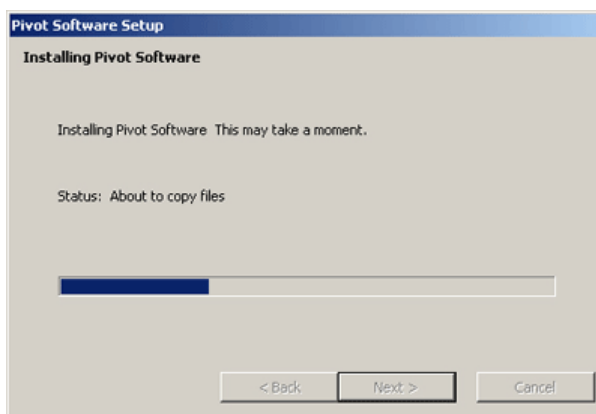 Pivot Software Setup
Installing Pivot Software
Installing Pivot Software This may take a moment.
Status: About to copy files
< Back Next > Cancel